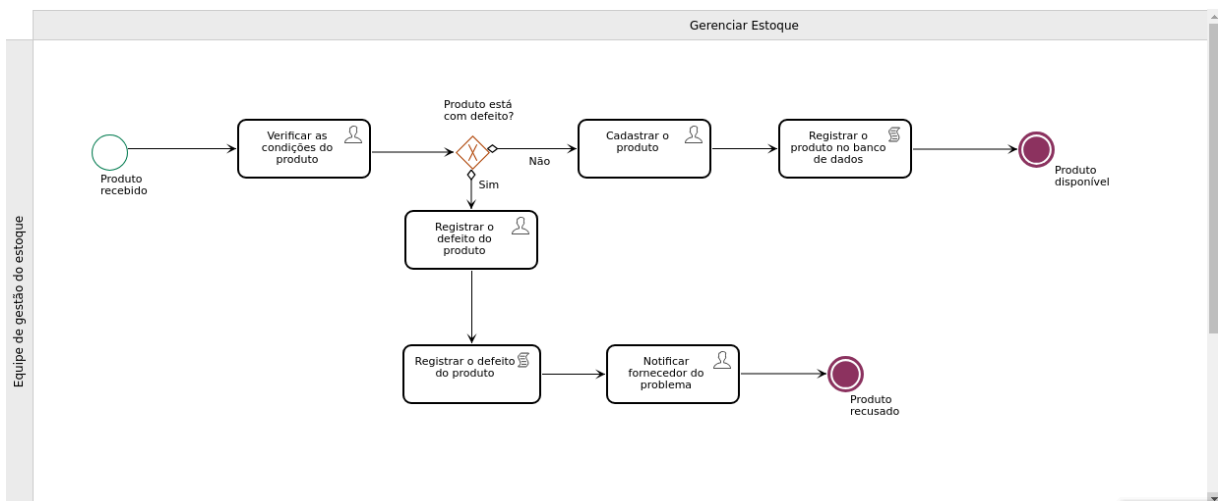 Gerenciar Estoque
Equipe de gestão do estoque
Produto
recebido
Verificar as
condições do
produto
Produto está
com defeito?
Não
Sim
Cadastrar o
produto
Registrar o
produto no banco
de dados
Produto
disponível
Registrar o
defeito do
produto
Registrar o defeito
do produto
Notificar
fornecedor do
problema
Produto
recusado